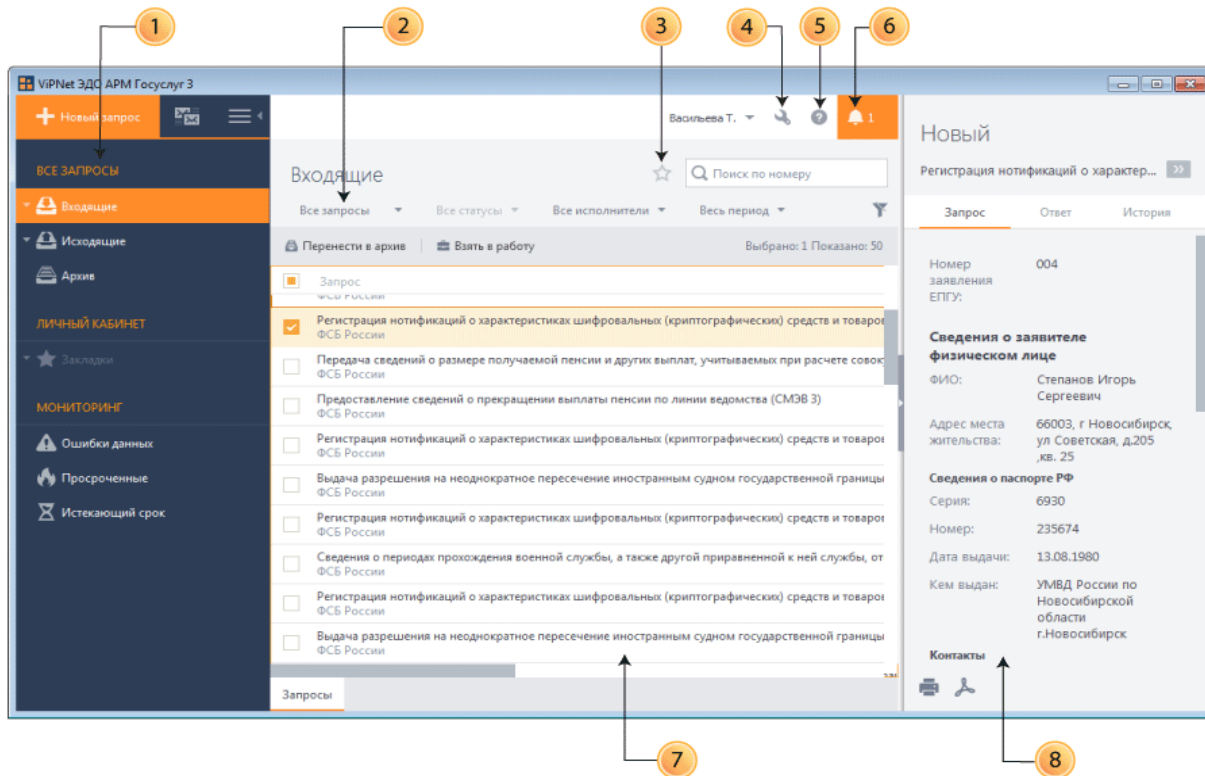 1
2
3
4
5
6
ViPNet ЭДО АРМ Госуслуг 3
Новый запрос
Васильева Т.
1
ВСЕ ЗАПРОСЫ
Входящие
Исходящие
Архив
ЛИЧНЫЙ КАБИНЕТ
Закладки
МОНИТОРИНГ
Ошибки данных
Просроченные
Истекающий срок
Входящие
Поиск по номеру
Все запросы Все статусы Все исполнители Весь период
Перенести в архив Взять в работу Выбрано: 1 Показано: 50
Запрос
ФСБ России
Регистрация нотификаций о характеристиках шифровальных (криптографических) средств и товаров
ФСБ России
Передача сведений о размере получаемой пенсии и других выплат, учитываемых при расчете совок
ФСБ России
Предоставление сведений о прекращении выплаты пенсии по линии ведомства (СМЭВ 3)
ФСБ России
Регистрация нотификаций о характеристиках шифровальных (криптографических) средств и товаров
ФСБ России
Выдача разрешения на неоднократное пересечение иностранным судном государственной границы
ФСБ России
Регистрация нотификаций о характеристиках шифровальных (криптографических) средств и товаров
ФСБ России
Сведения о периодах прохождения военной службы, а также другой приравненной к ней службы, от
ФСБ России
Регистрация нотификаций о характеристиках шифровальных (криптографических) средств и товаров
ФСБ России
Выдача разрешения на неоднократное пересечение иностранным судном государственной границы
ФСБ России
Запросы
Новый
Регистрация нотификаций о характер...
Запрос Ответ История
Номер 004
заявления
ЕПГУ:
Сведения о заявителе
физическом лице
ФИО: Степанов Игорь
Сергеевич
Адрес места 66003, г Новосибирск,
жительства: ул Советская, д.205
,кв. 25
Сведения о паспорте РФ
Серия: 6930
Номер: 235674
Дата выдачи: 13.08.1980
Кем выдан: УМВД России по
Новосибирской
области
г.Новосибирск
Контакты
7
8